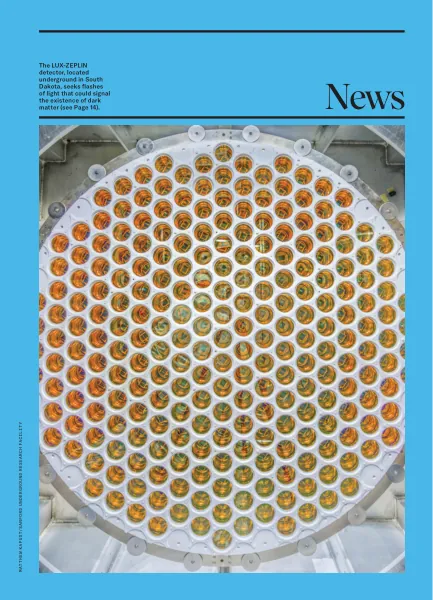 The LUX-ZEPLIN
detector, located
underground in South
Dakota, seeks flashes
of light that could signal
the existence of dark
matter (see Page 14).
News
MATTHEW KAPUST/SANFORD UNDERGROUND RESEARCH FACILITY